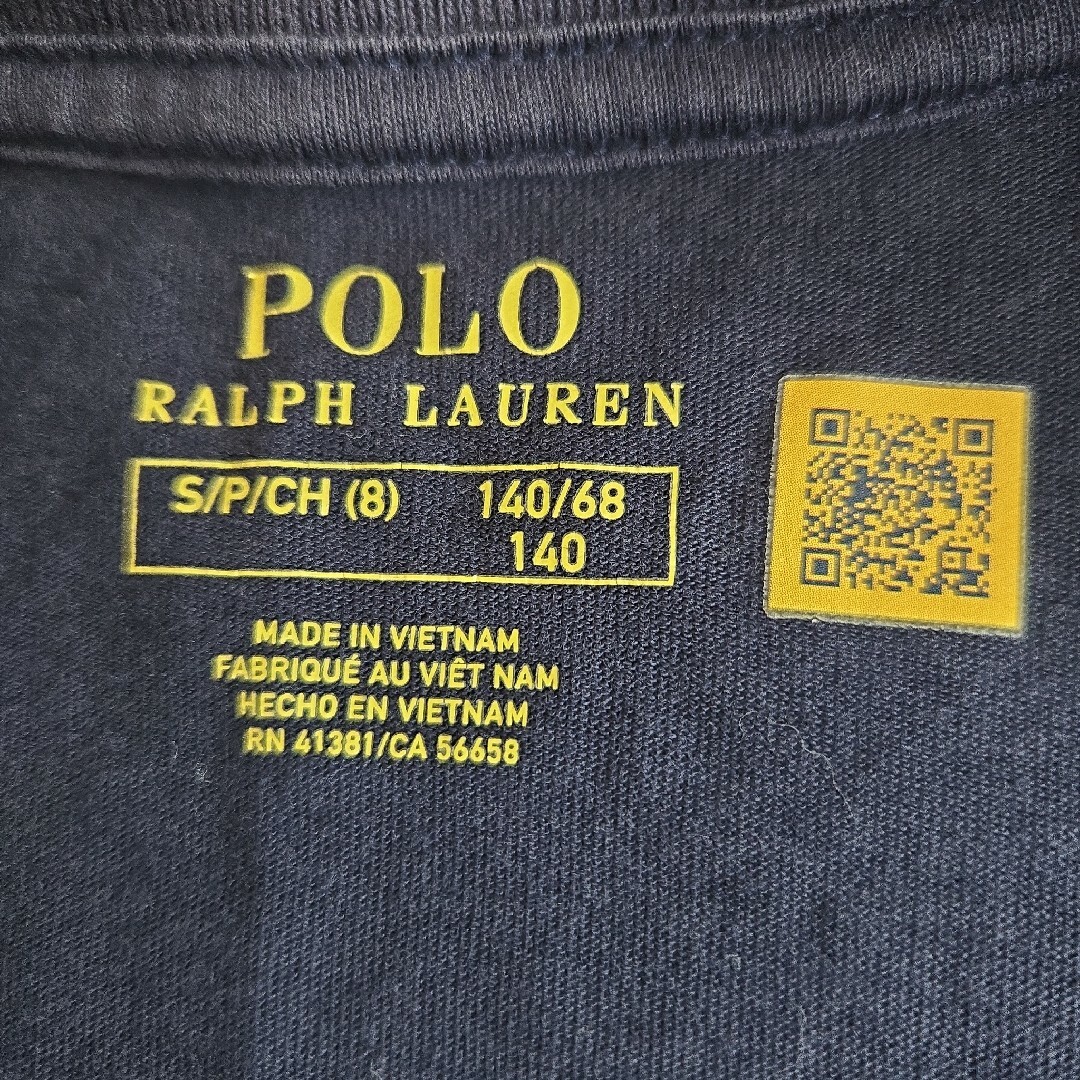 POLO
RALPH LAUREN
S/P/CH (8) 140/68
140
MADE IN VIETNAM
FABRIQUÉ AU VIÊT NAM
HECHO EN VIETNAM
RN 41381/CA 56658